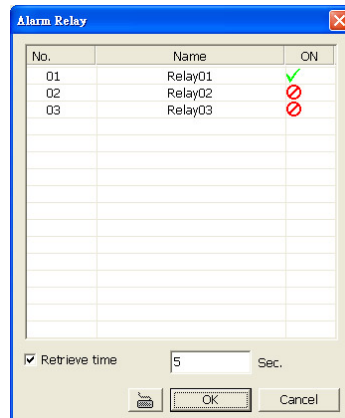 Alarm Relay
No. Name ON
01 Relay01
02 Relay02
03 Relay03
Retrieve time 5 Sec.
OK Cancel